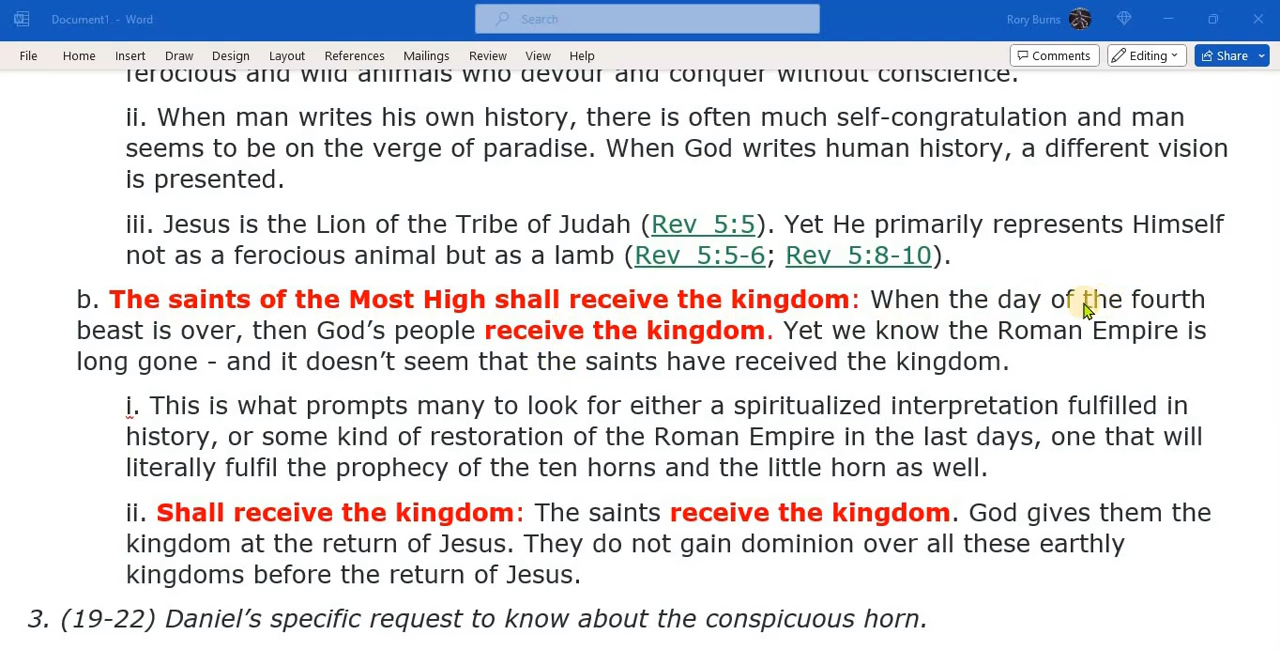 Document1 - Word
Search
Rory Burns
File Home Insert Draw Design Layout References Mailings Review View Help
Comments Editing Share
ferocious and wild animals who devour and conquer without conscience.
ii. When man writes his own history, there is often much self-congratulation and man
seems to be on the verge of paradise. When God writes human history, a different vision
is presented.
iii. Jesus is the Lion of the Tribe of Judah (Rev 5:5). Yet He primarily represents Himself
not as a ferocious animal but as a lamb (Rev 5:5-6; Rev 5:8-10).
b. The saints of the Most High shall receive the kingdom: When the day of the fourth
beast is over, then God’s people receive the kingdom. Yet we know the Roman Empire is
long gone - and it doesn’t seem that the saints have received the kingdom.
i. This is what prompts many to look for either a spiritualized interpretation fulfilled in
history, or some kind of restoration of the Roman Empire in the last days, one that will
literally fulfil the prophecy of the ten horns and the little horn as well.
ii. Shall receive the kingdom: The saints receive the kingdom. God gives them the
kingdom at the return of Jesus. They do not gain dominion over all these earthly
kingdoms before the return of Jesus.
3. (19-22) Daniel’s specific request to know about the conspicuous horn.